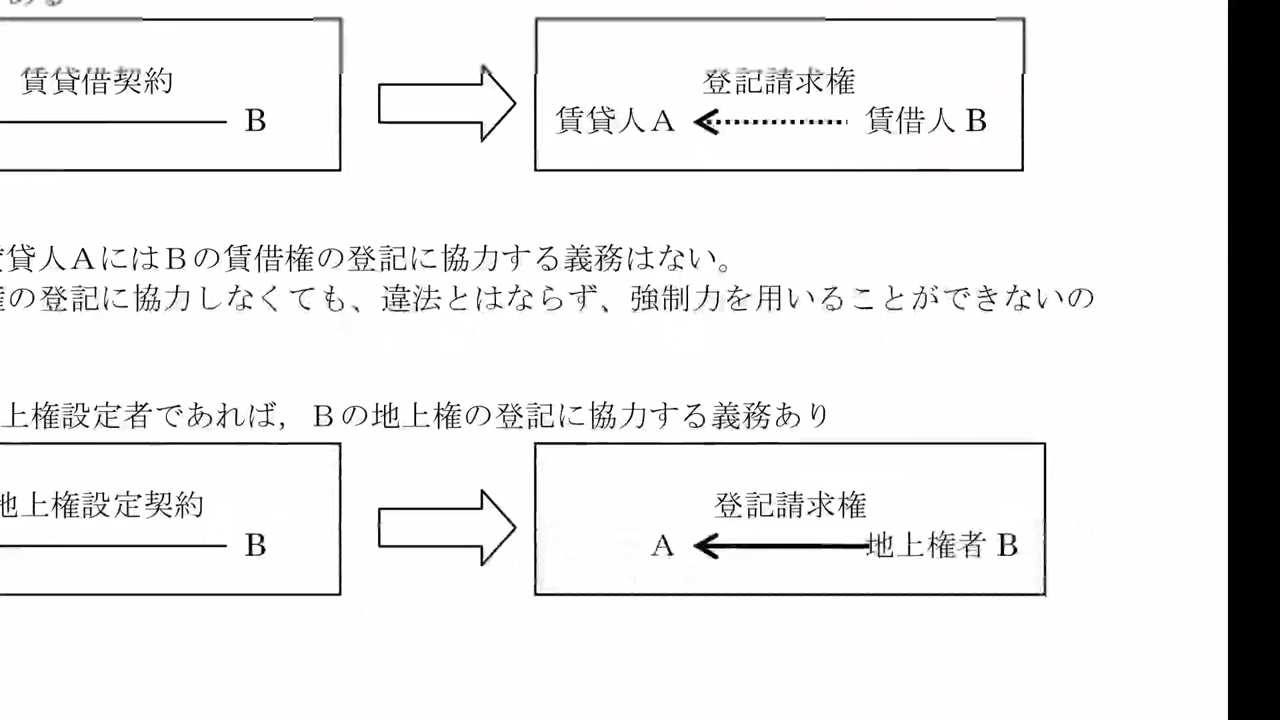 ある
賃貸借契約
B
登記請求権
賃貸人A 賃借人 B
貸人AにはBの賃借権の登記に協力する義務はない。
の登記に協力しなくても、違法とはならず、強制力を用いることができないの
上権設定者であれば，Bの地上権の登記に協力する義務あり
地上権設定契約
B
登記請求権
A 地上権者 B